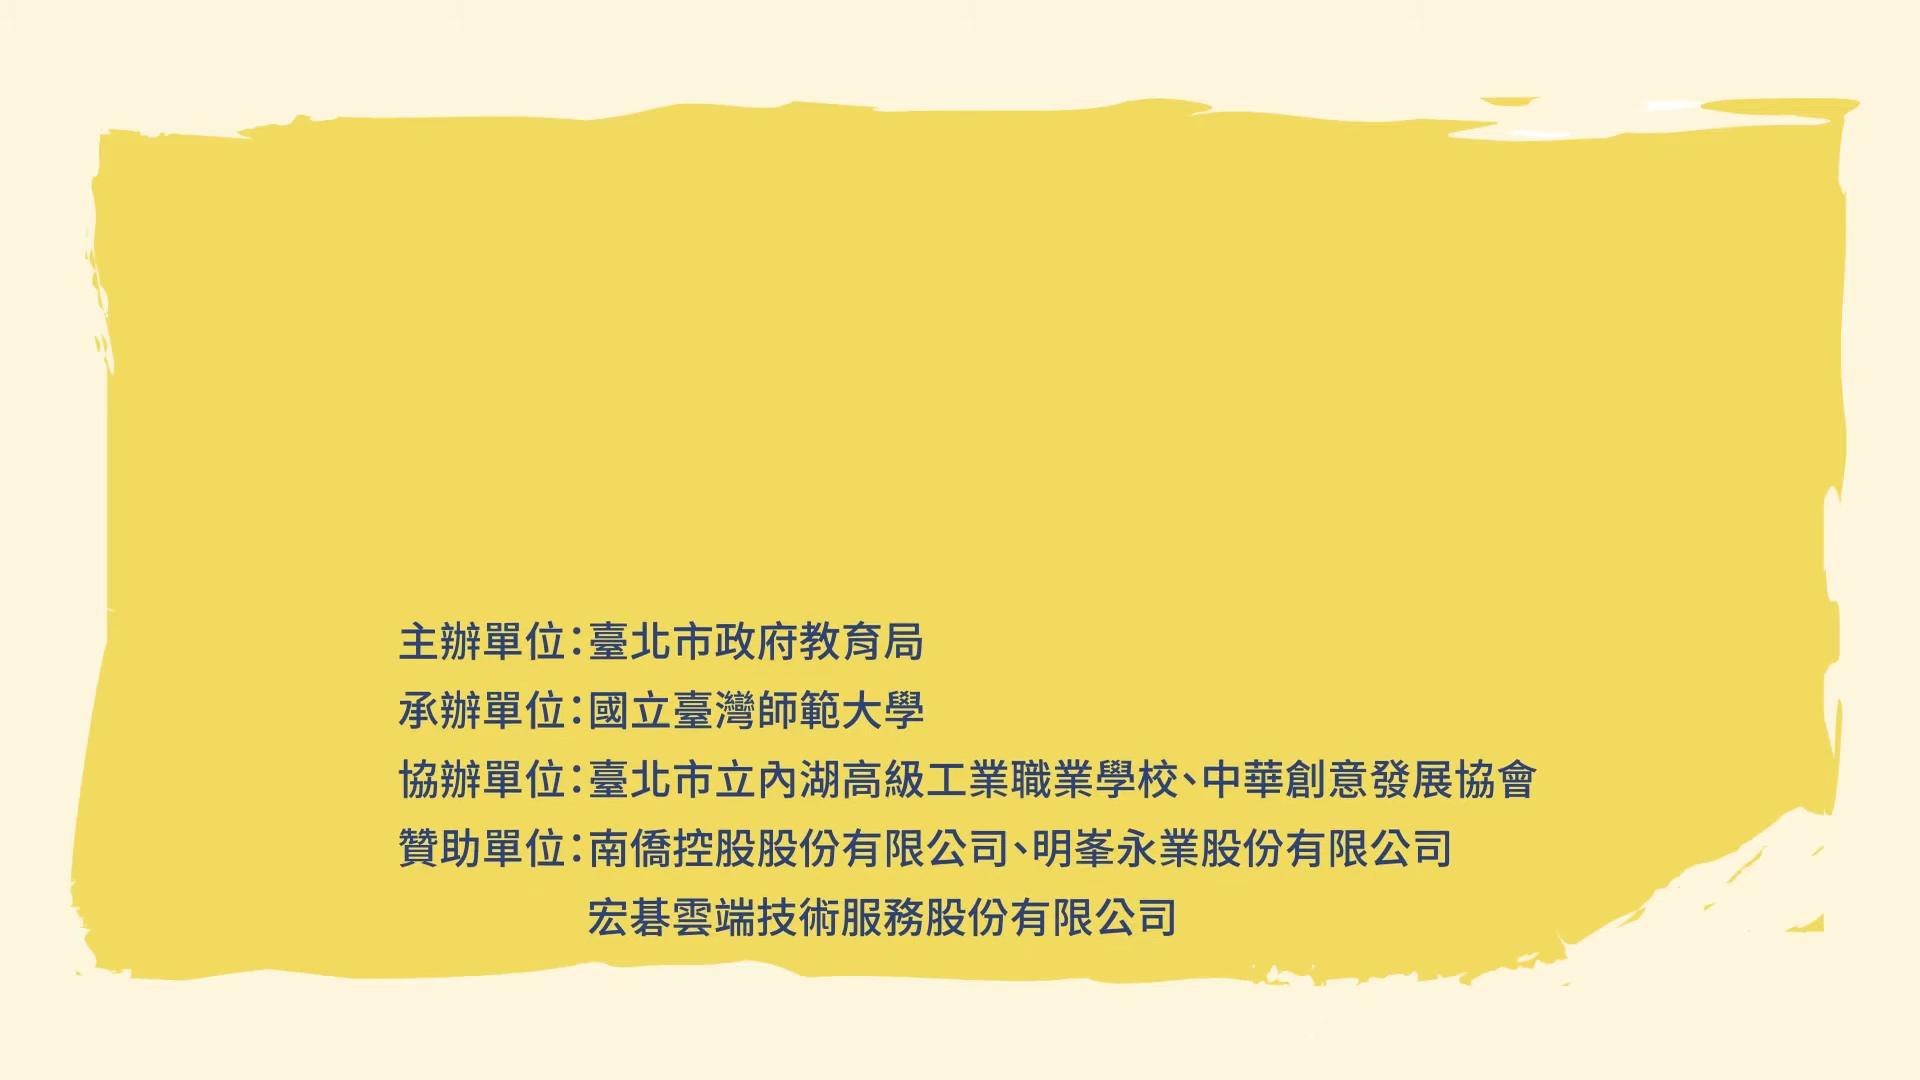 主辦單位：臺北市政府教育局
承辦單位：國立臺灣師範大學
協辦單位：臺北市立內湖高級工業職業學校、中華創意發展協會
贊助單位：南僑控股股份有限公司、明峯永業股份有限公司
宏碁雲端技術服務股份有限公司